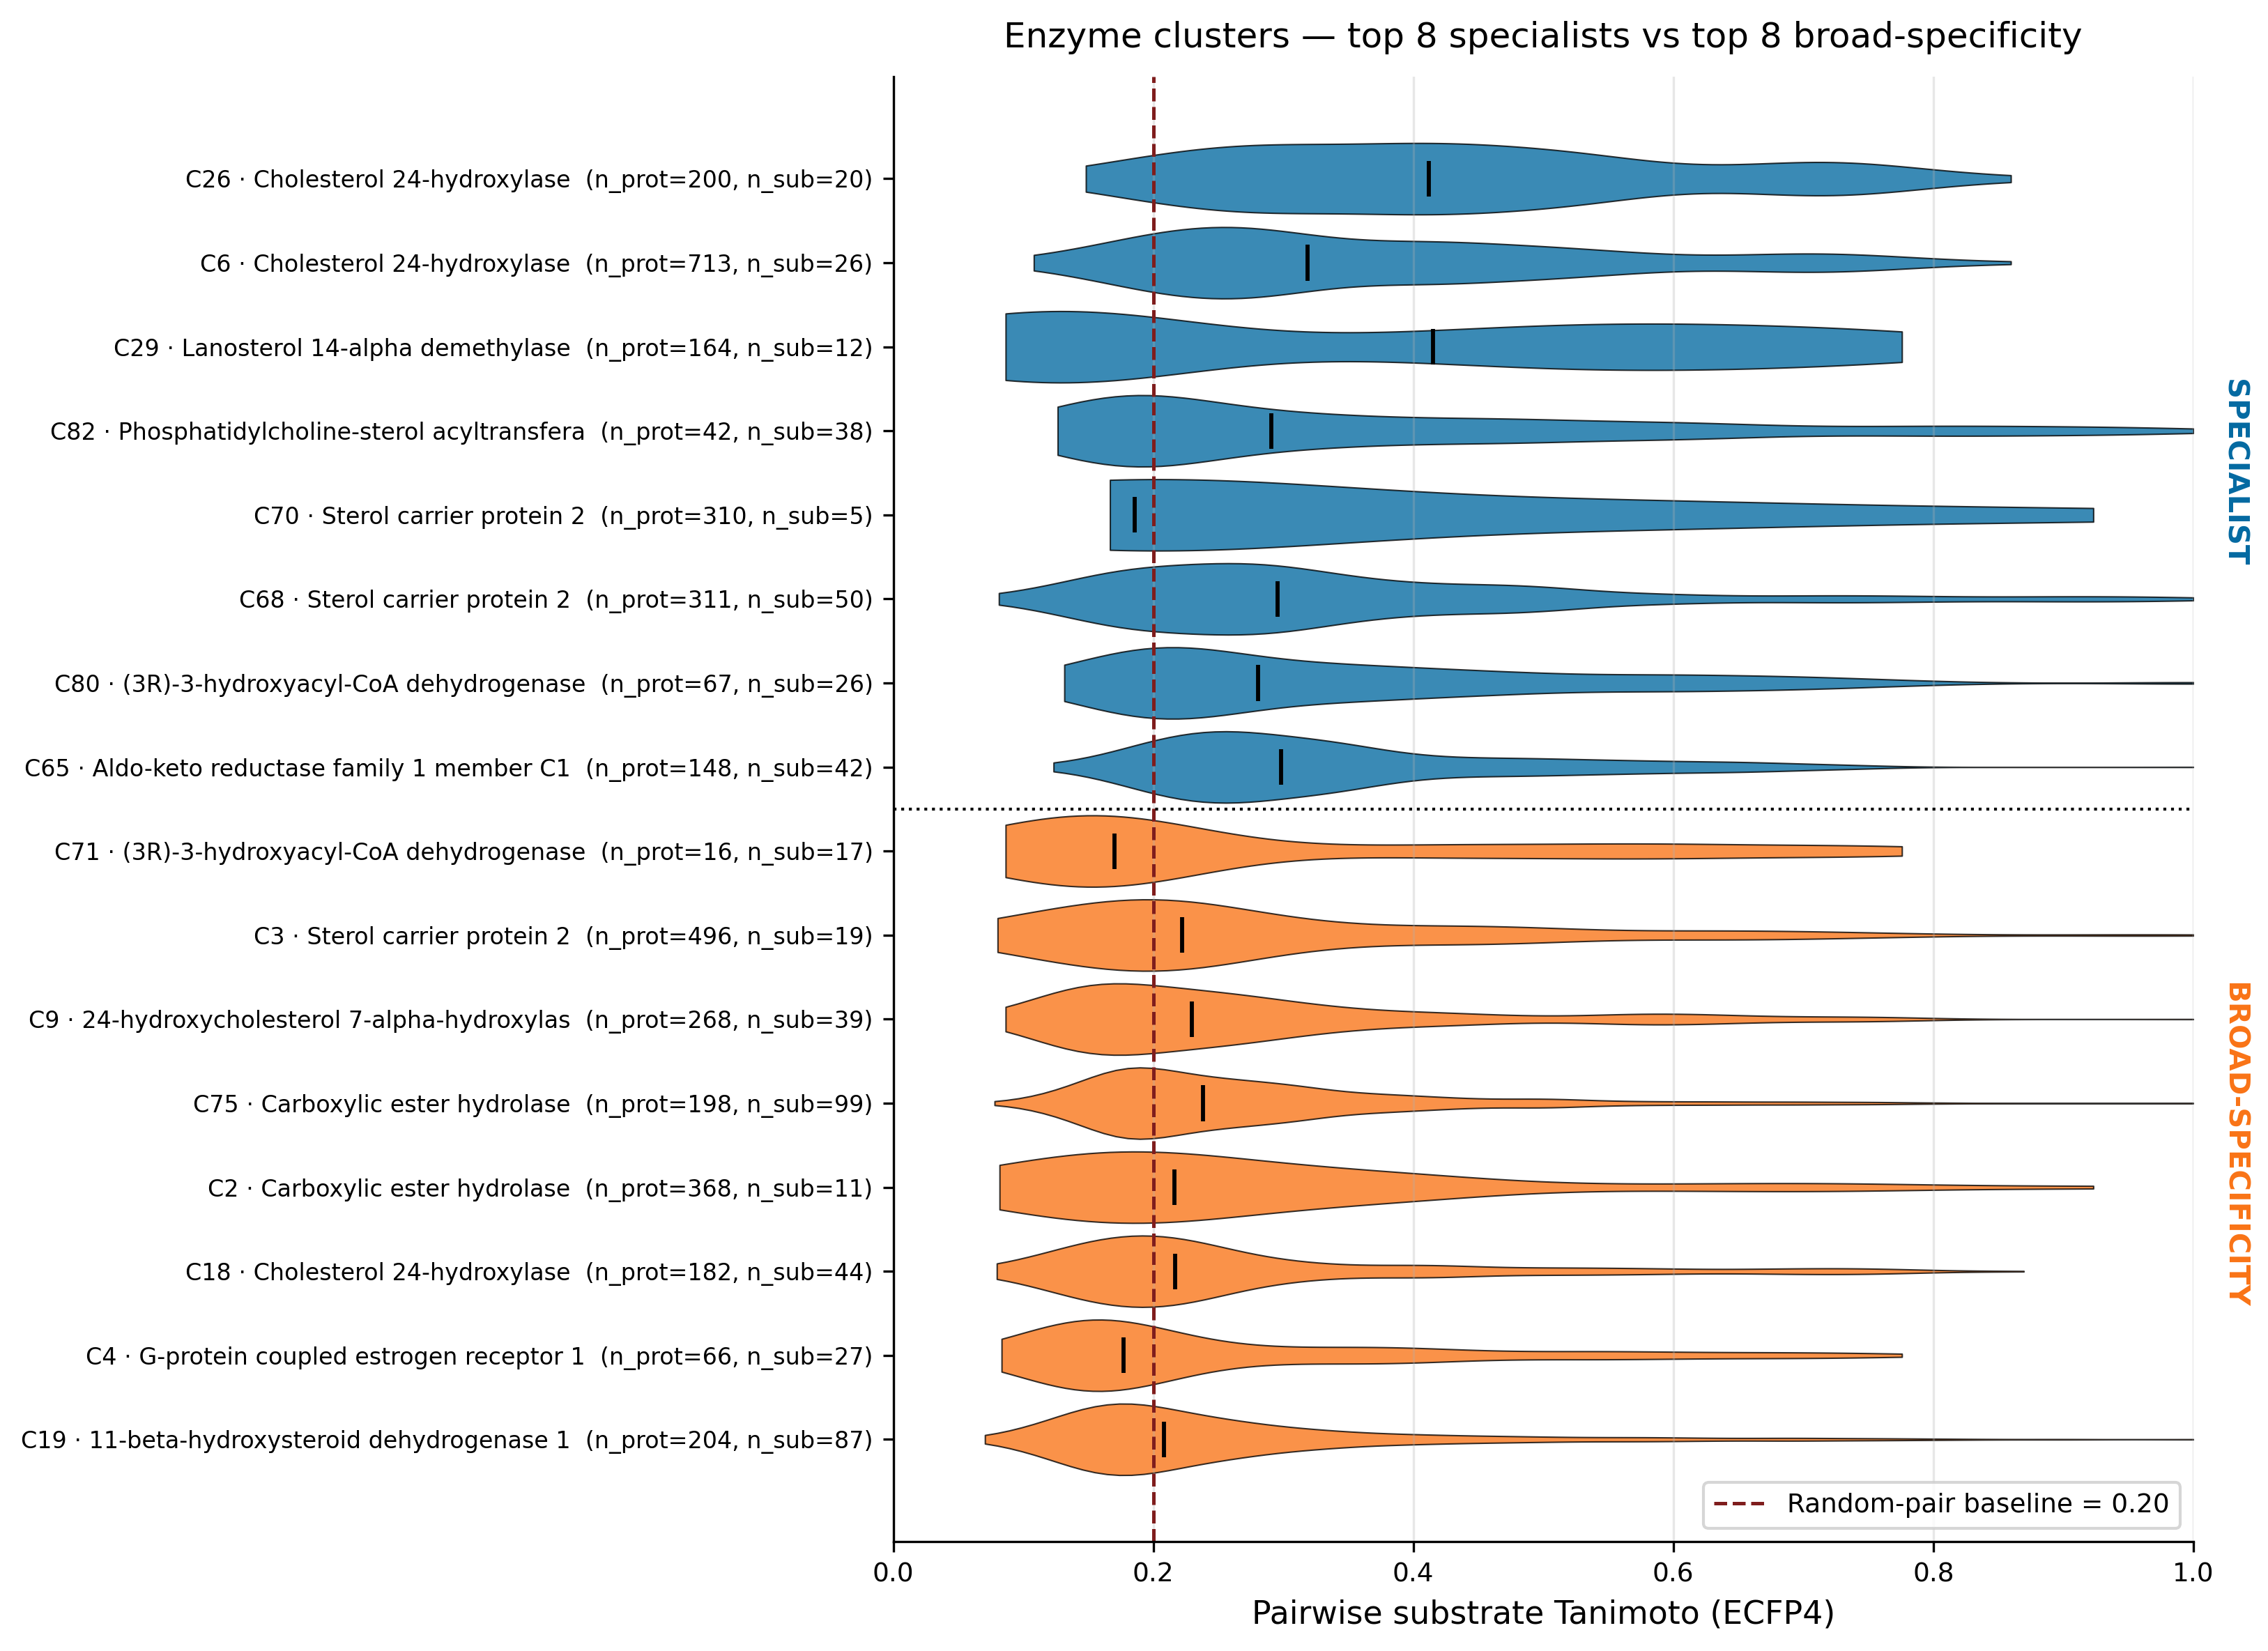 Enzyme clusters — top 8 specialists vs top 8 broad-specificity
C26 · Cholesterol 24-hydroxylase (n_prot=200, n_sub=20)
C6 · Cholesterol 24-hydroxylase (n_prot=713, n_sub=26)
C29 · Lanosterol 14-alpha demethylase (n_prot=164, n_sub=12)
C82 · Phosphatidylcholine-sterol acyltransfera (n_prot=42, n_sub=38)
C70 · Sterol carrier protein 2 (n_prot=310, n_sub=5)
C68 · Sterol carrier protein 2 (n_prot=311, n_sub=50)
C80 · (3R)-3-hydroxyacyl-CoA dehydrogenase (n_prot=67, n_sub=26)
C65 · Aldo-keto reductase family 1 member C1 (n_prot=148, n_sub=42)
C71 · (3R)-3-hydroxyacyl-CoA dehydrogenase (n_prot=16, n_sub=17)
C3 · Sterol carrier protein 2 (n_prot=496, n_sub=19)
C9 · 24-hydroxycholesterol 7-alpha-hydroxylas (n_prot=268, n_sub=39)
C75 · Carboxylic ester hydrolase (n_prot=198, n_sub=99)
C2 · Carboxylic ester hydrolase (n_prot=368, n_sub=11)
C18 · Cholesterol 24-hydroxylase (n_prot=182, n_sub=44)
C4 · G-protein coupled estrogen receptor 1 (n_prot=66, n_sub=27)
C19 · 11-beta-hydroxysteroid dehydrogenase 1 (n_prot=204, n_sub=87)
SPECIALIST
BROAD-SPECIFICITY
Random-pair baseline = 0.20
0.0 0.2 0.4 0.6 0.8 1.0
Pairwise substrate Tanimoto (ECFP4)